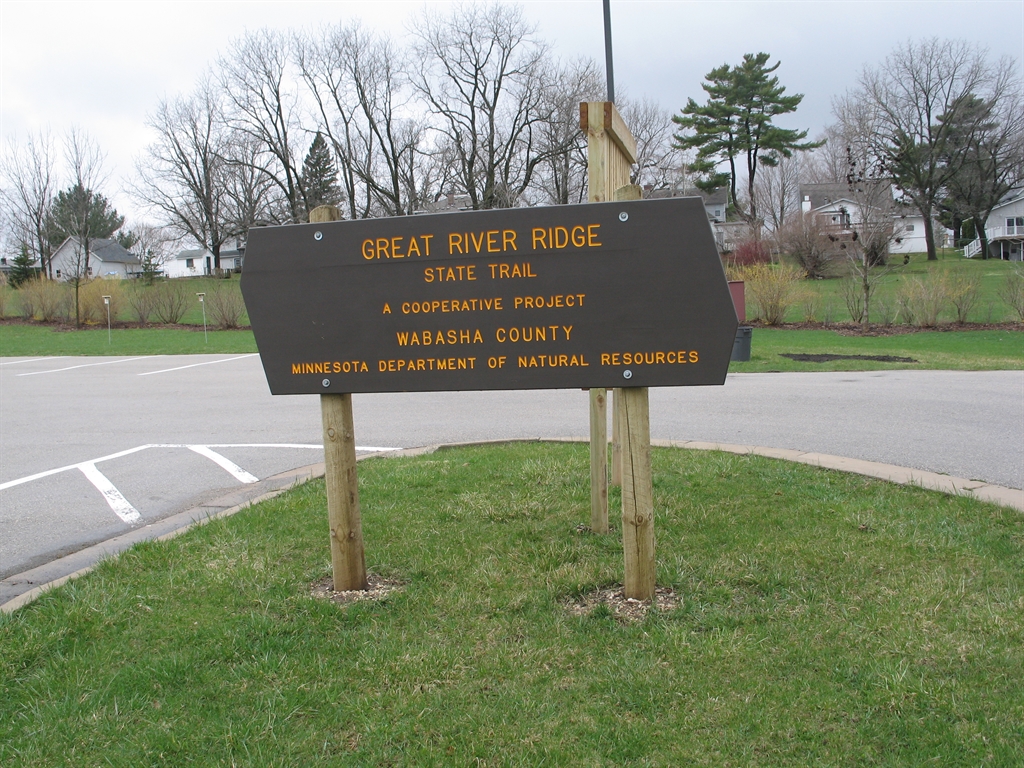 GREAT RIVER RIDGE
STATE TRAIL
A COOPERATIVE PROJECT
WABASHA COUNTY
MINNESOTA DEPARTMENT OF NATURAL RESOURCES